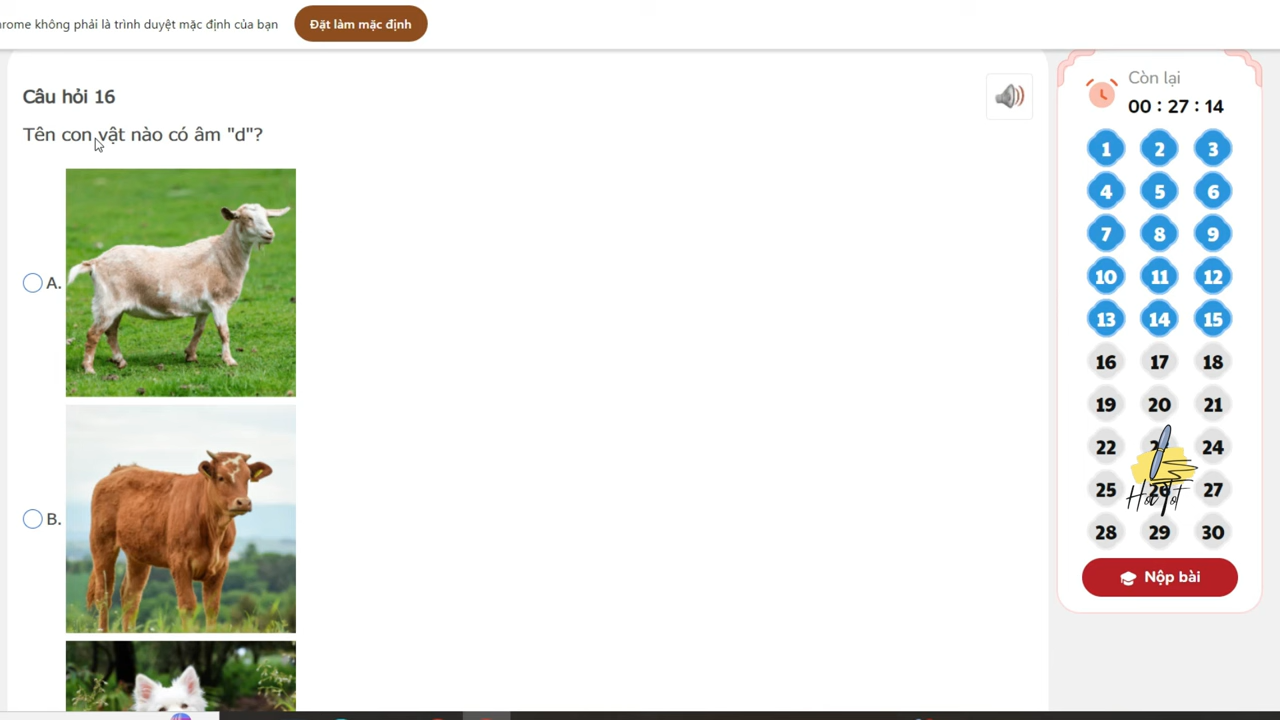 rome không phải là trình duyệt mặc định của bạn
Đặt làm mặc định
Câu hỏi 16
Tên con vật nào có âm "d"?
A.
B.
Còn lại
00 : 27 : 14
1 2 3
4 5 6
7 8 9
10 11 12
13 14 15
16 17 18
19 20 21
22 24
25 26 27
Học Tốt
28 29 30
Nộp bài